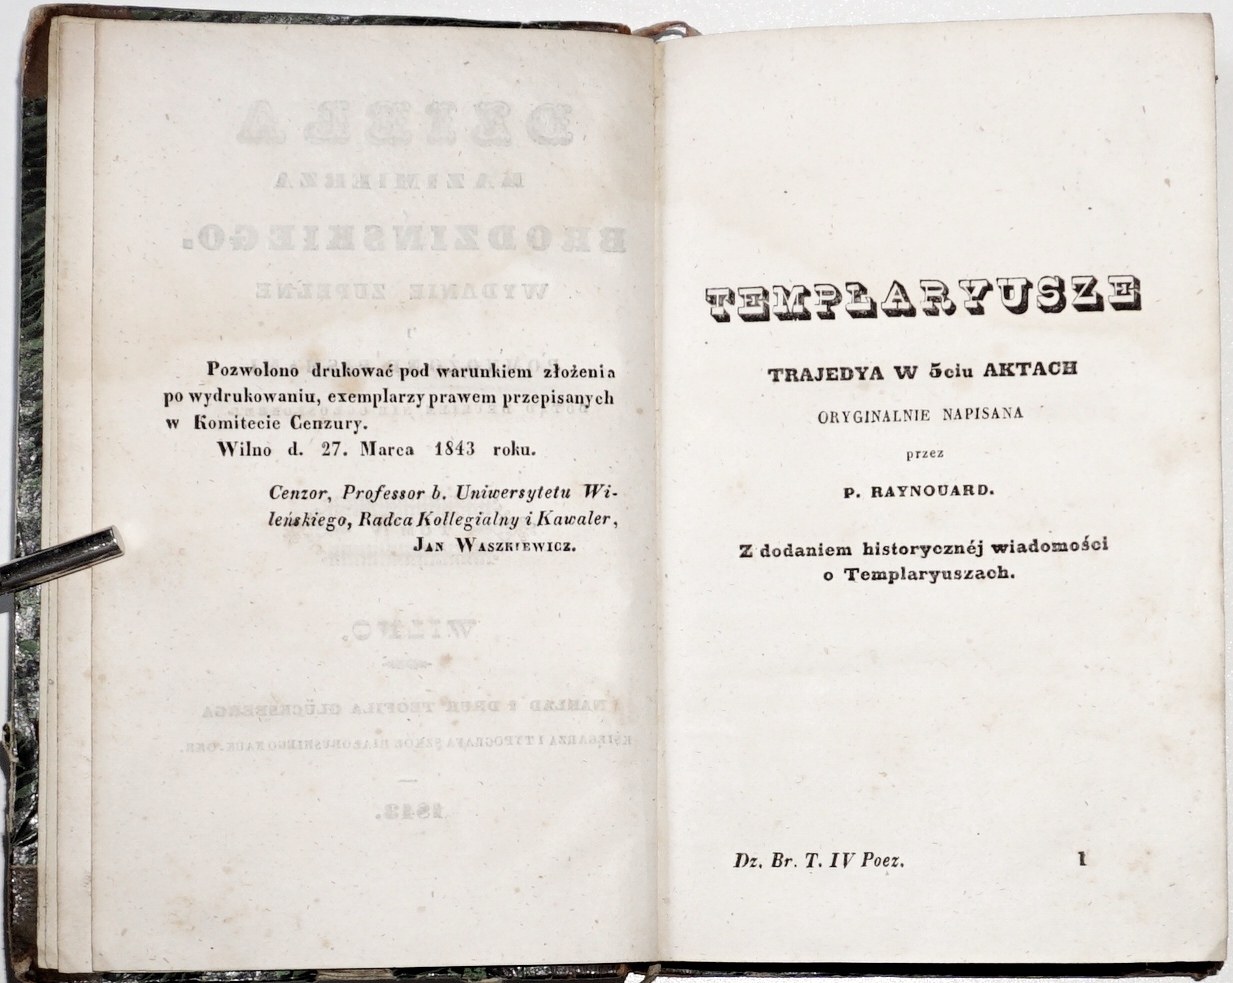 Pozwolono drukować pod warunkiem złożenia
po wydrukowaniu, exemplarzy prawem przepisanych
w Komitecie Cenzury.
Wilno d. 27. Marca 1843 roku.
Cenzor, Professor b. Uniwersytetu Wi-
leńskiego, Radca Kollegialny i Kawaler,
JAN WASZKIEWICZ.
TEMPLARYUSZE
TRAJEDYA W 5ciu AKTACH
ORYGINALNIE NAPISANA
przez
P. RAYNOUARD.
Z dodaniem historycznéj wiadomości
o Templaryuszach.
Dz. Br. T. IV Poez. 1